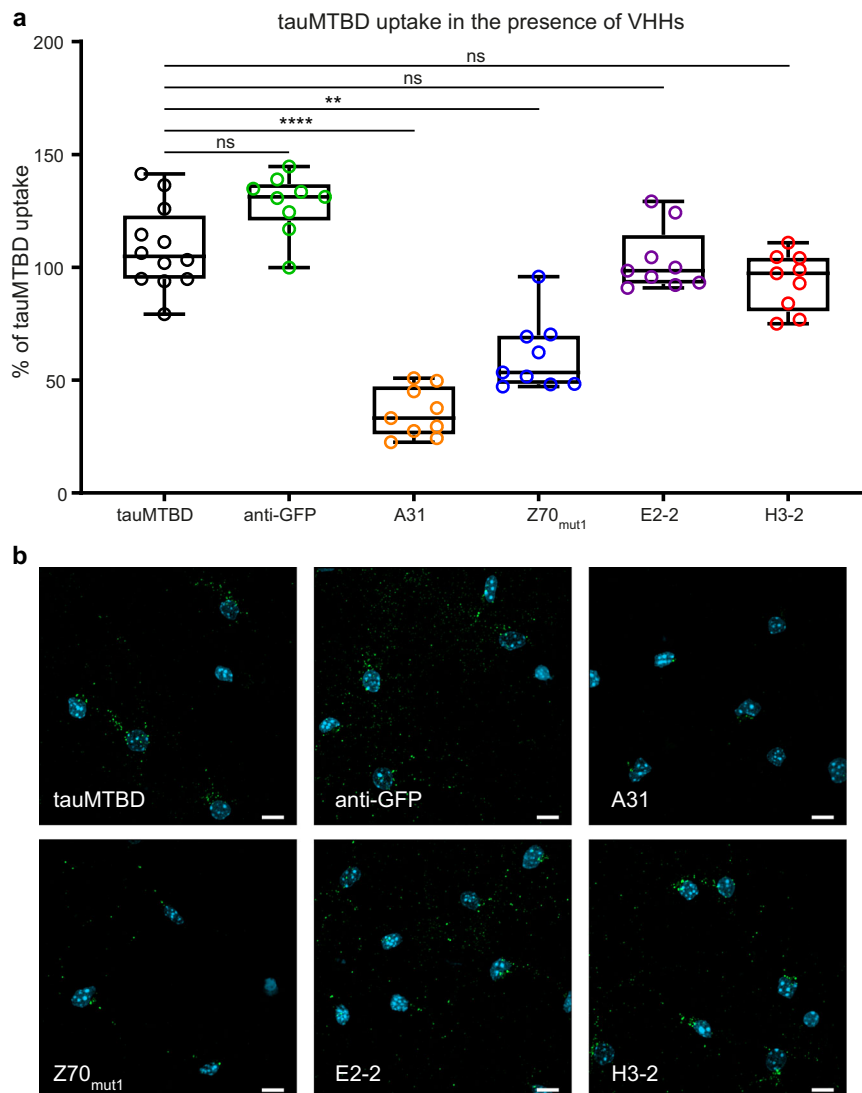 a
tauMTBD uptake in the presence of VHHs
% of tauMTBD uptake
200
150
100
50
0
ns
ns
**
****
ns
tauMTBD anti-GFP A31 Z70mut1 E2-2 H3-2
b
tauMTBD anti-GFP A31
Z70mut1 E2-2 H3-2